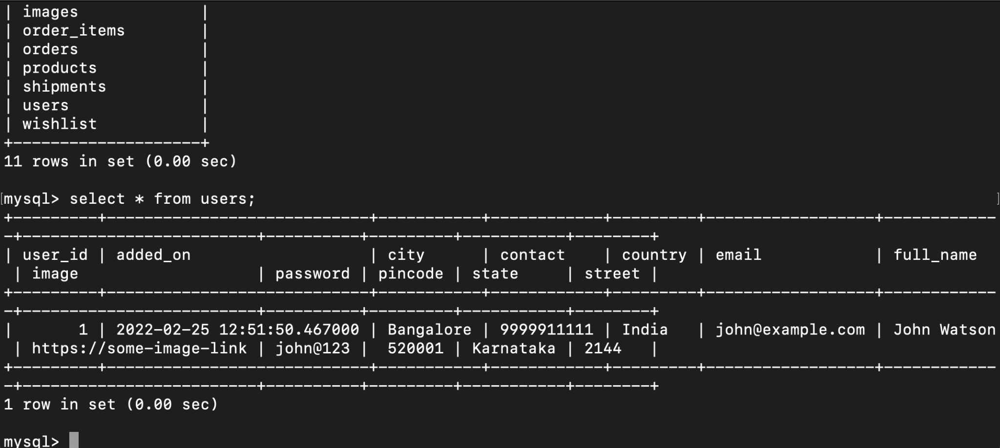 | images              |
| order_items         |
| orders              |
| products            |
| shipments           |
| users               |
| wishlist            |
+--------------------+
11 rows in set (0.00 sec)
[mysql> select * from users; ]
+---------+----------------------------+-----------+------------+---------+-----------------+------------
-+-------------------------+----------+---------+-----------+--------+
| user_id | added_on                   | city      | contact    | country | email           | full_name
 | image                   | password | pincode | state     | street |
+---------+----------------------------+-----------+------------+---------+-----------------+------------
-+-------------------------+----------+---------+-----------+--------+
|       1 | 2022-02-25 12:51:50.467000 | Bangalore | 9999911111 | India   | john@example.com | John Watson
 | https://some-image-link | john@123 |  520001 | Karnataka | 2144   |
+---------+----------------------------+-----------+------------+---------+-----------------+------------
-+-------------------------+----------+---------+-----------+--------+
1 row in set (0.00 sec)
mysql>